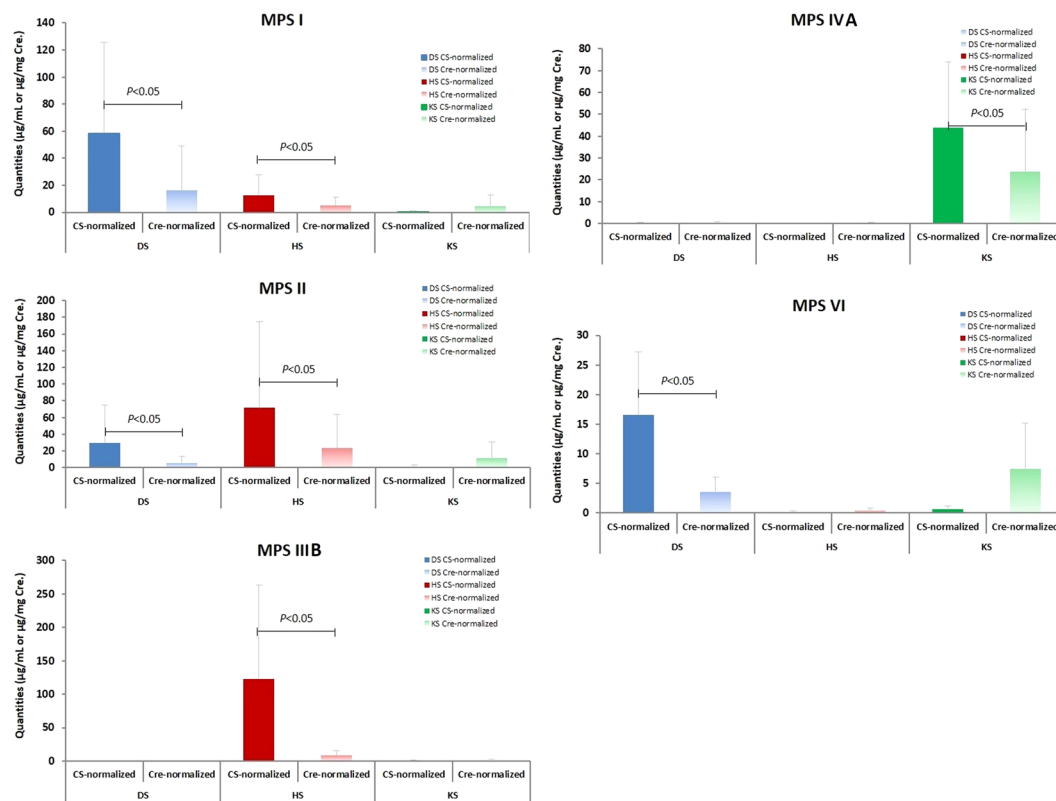 MPS I
Quantities (µg/mL or µg/mg Cre.)
140
120
100
80
60
40
20
0
P<0.05
P<0.05
DS CS-normalized
DS Cre-normalized
HS CS-normalized
HS Cre-normalized
KS CS-normalized
KS Cre-normalized
CS-normalized Cre-normalized CS-normalized Cre-normalized CS-normalized Cre-normalized
DS HS KS
MPS IVA
Quantities (µg/mL or µg/mg Cre.)
80
70
60
50
40
30
20
10
0
DS CS-normalized
DS Cre-normalized
HS CS-normalized
HS Cre-normalized
KS CS-normalized
KS Cre-normalized
P<0.05
CS-normalized Cre-normalized CS-normalized Cre-normalized CS-normalized Cre-normalized
DS HS KS
MPS II
Quantities (µg/mL or µg/mg Cre.)
200
180
160
140
120
100
80
60
40
20
0
P<0.05
P<0.05
DS CS-normalized
DS Cre-normalized
HS CS-normalized
HS Cre-normalized
KS CS-normalized
KS Cre-normalized
CS-normalized Cre-normalized CS-normalized Cre-normalized CS-normalized Cre-normalized
DS HS KS
MPS VI
Quantities (µg/mL or µg/mg Cre.)
30
25
20
15
10
5
0
P<0.05
DS CS-normalized
DS Cre-normalized
HS CS-normalized
HS Cre-normalized
KS CS-normalized
KS Cre-normalized
CS-normalized Cre-normalized CS-normalized Cre-normalized CS-normalized Cre-normalized
DS HS KS
MPS IIIB
Quantities (µg/mL or µg/mg Cre.)
300
250
200
150
100
50
0
P<0.05
DS CS-normalized
DS Cre-normalized
HS CS-normalized
HS Cre-normalized
KS CS-normalized
KS Cre-normalized
CS-normalized Cre-normalized CS-normalized Cre-normalized CS-normalized Cre-normalized
DS HS KS